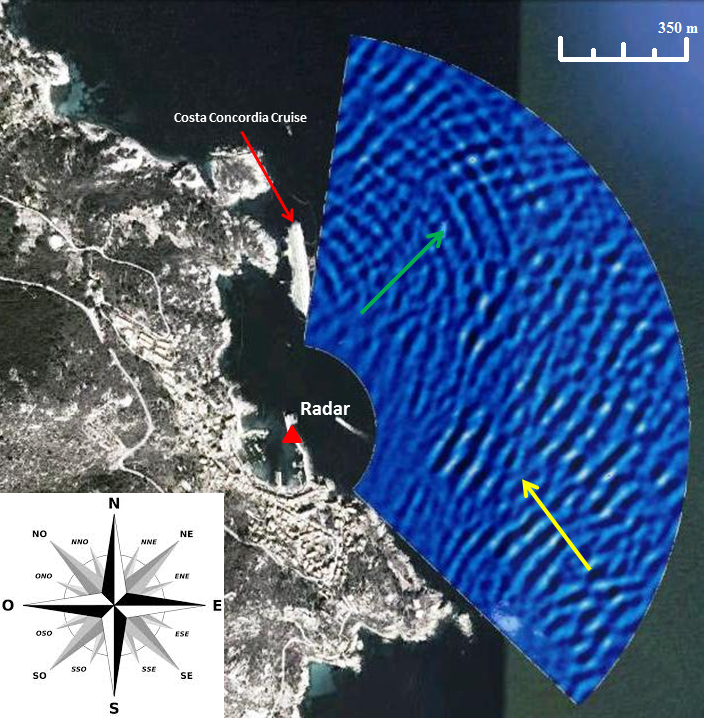 350 m
Costa Concordia Cruise
Radar
N
NO
NNO
NNE
NE
ONO
ENE
O
E
OSO
ESE
SO
SSO
SSE
SE
S